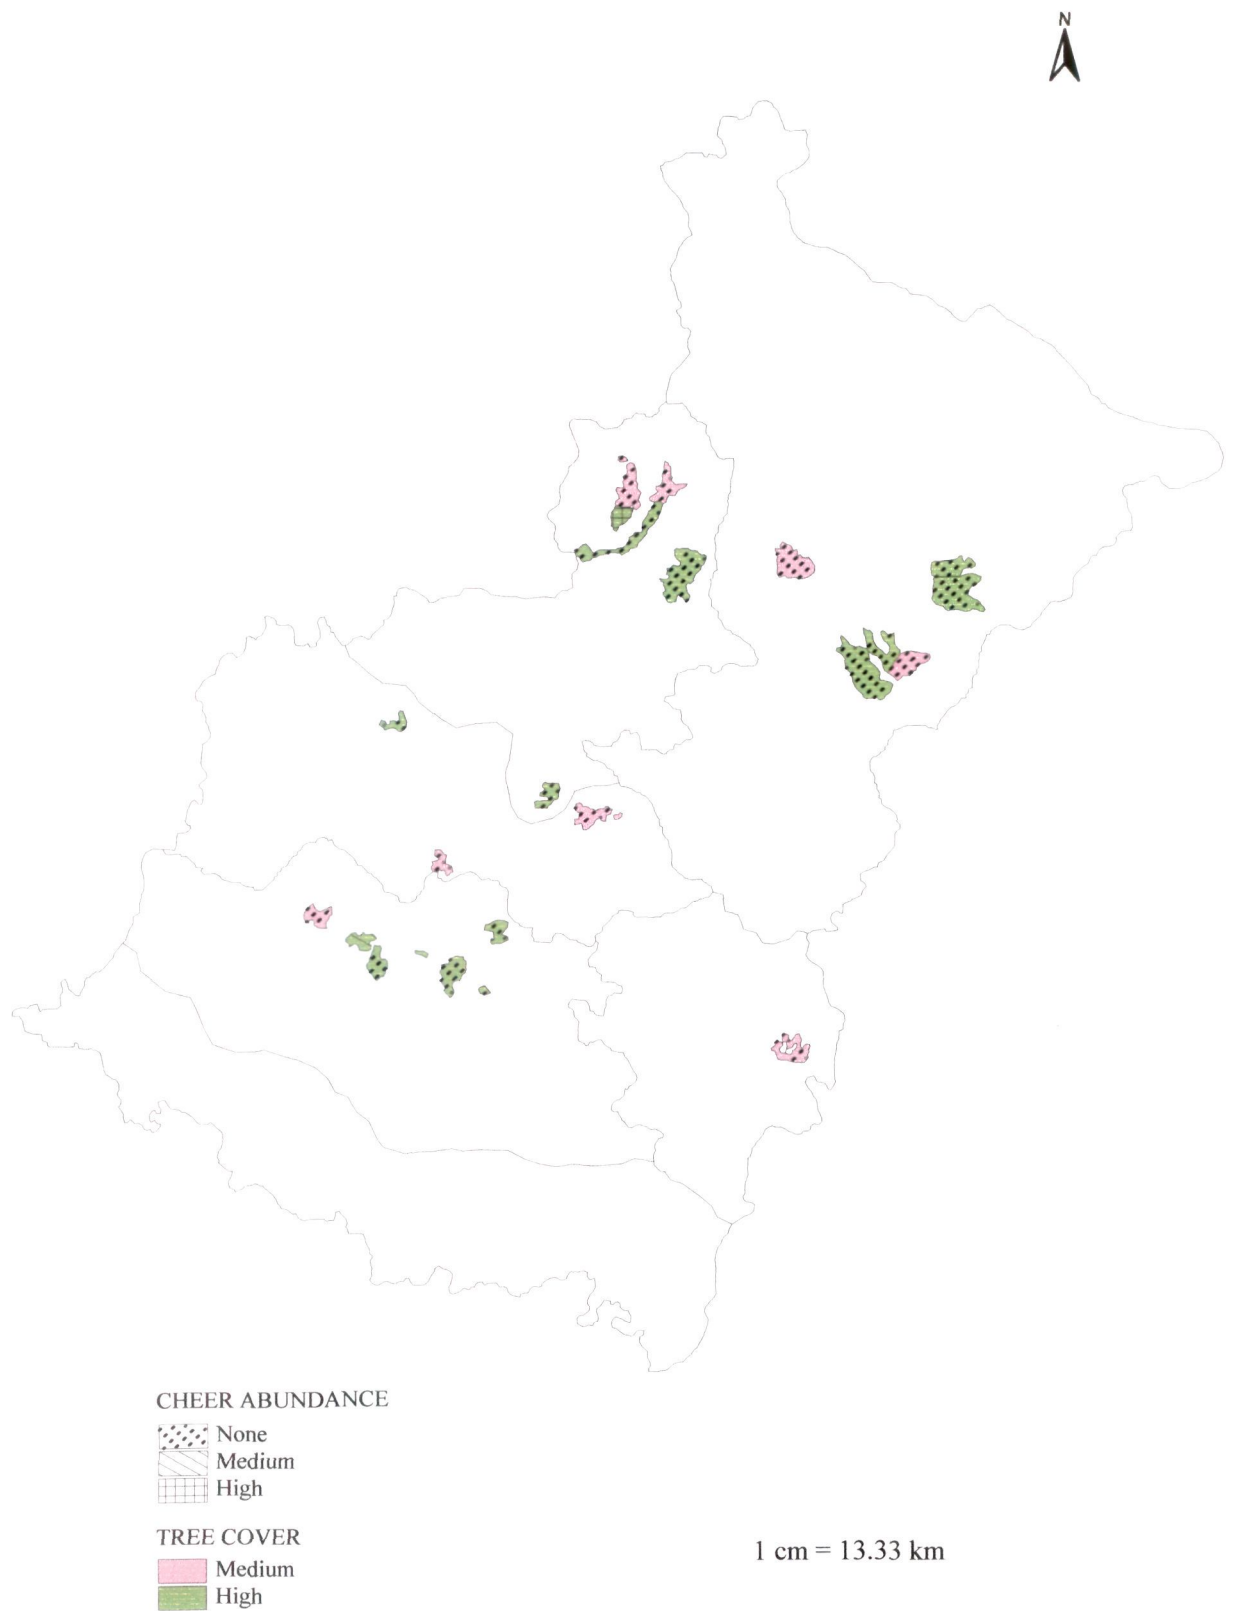 N
CHEER ABUNDANCE
None
Medium
High
TREE COVER
Medium
High
1 cm = 13.33 km